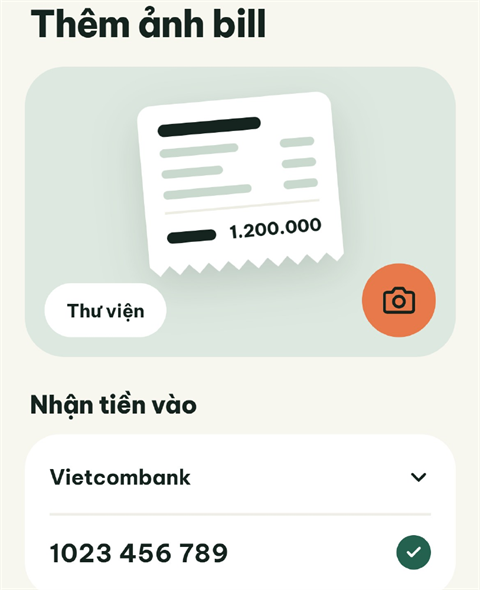 Thêm ảnh bill
1.200.000
Thư viện
Nhận tiền vào
Vietcombank
1023 456 789